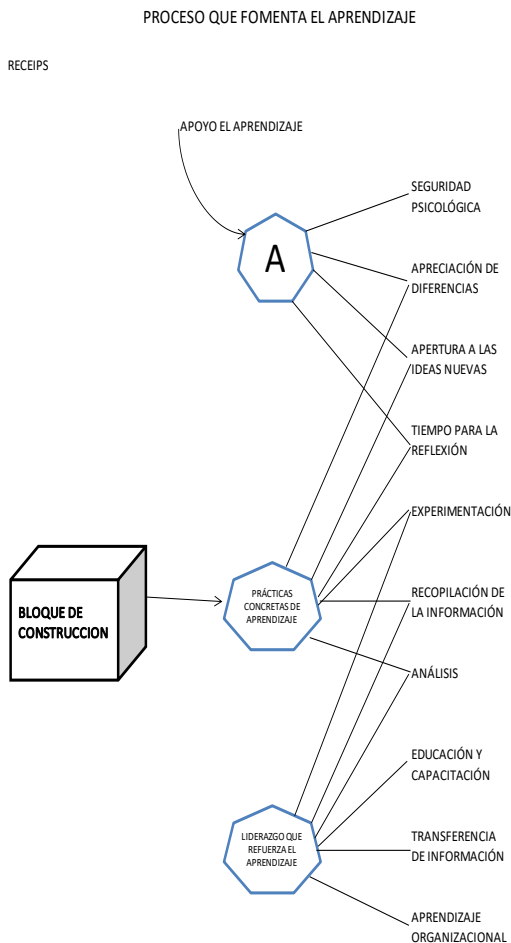 PROCESO QUE FOMENTA EL APRENDIZAJE
RECEIPS
APOYO EL APRENDIZAJE
A
SEGURIDAD
PSICOLÓGICA
APRECIACIÓN DE
DIFERENCIAS
APERTURA A LAS
IDEAS NUEVAS
TIEMPO PARA LA
REFLEXIÓN
EXPERIMENTACIÓN
BLOQUE DE
CONSTRUCCION
PRÁCTICAS
CONCRETAS DE
APRENDIZAJE
RECOPILACIÓN DE
LA INFORMACIÓN
ANÁLISIS
EDUCACIÓN Y
CAPACITACIÓN
LIDERAZGO QUE
REFUERZA EL
APRENDIZAJE
TRANSFERENCIA
DE INFORMACIÓN
APRENDIZAJE
ORGANIZACIONAL